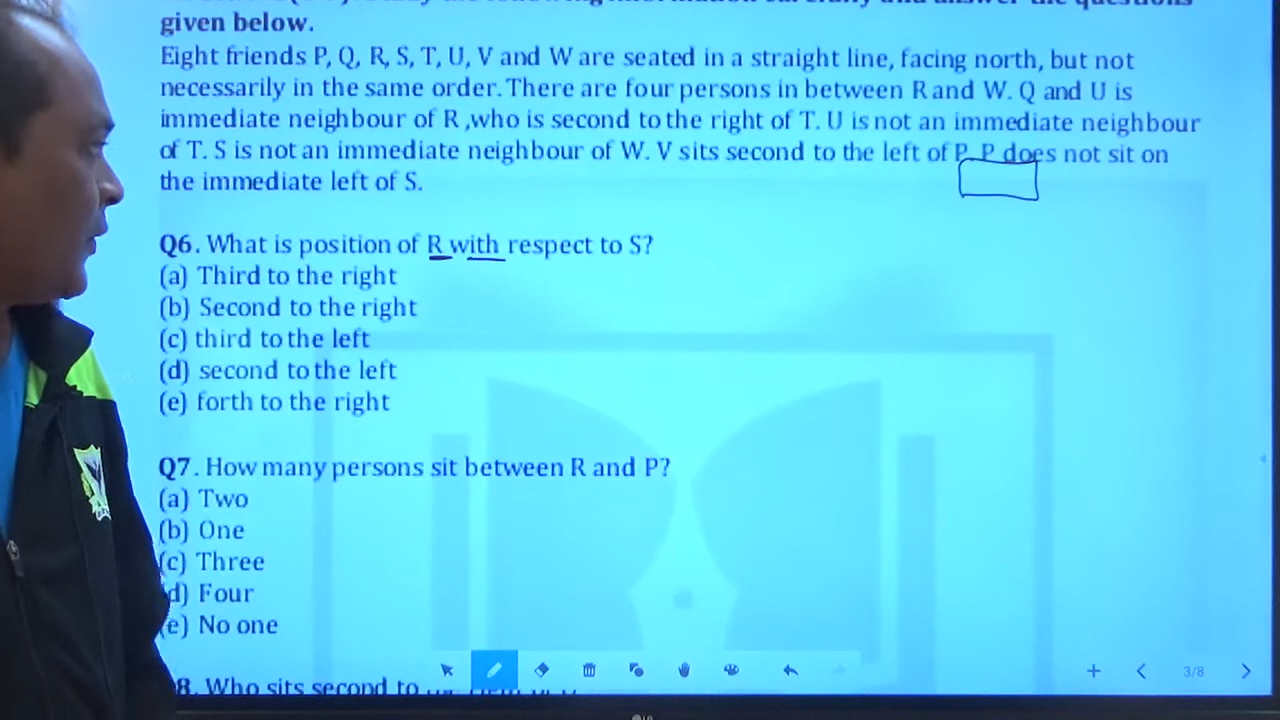 given below.
Eight friends P, Q, R, S, T, U, V and W are seated in a straight line, facing north, but not
necessarily in the same order. There are four persons in between R and W. Q and U is
immediate neighbour of R ,who is second to the right of T. U is not an immediate neighbour
of T. S is not an immediate neighbour of W. V sits second to the left of P. P does not sit on
the immediate left of S.
Q6. What is position of R with respect to S?
(a) Third to the right
(b) Second to the right
(c) third to the left
(d) second to the left
(e) forth to the right
Q7. How many persons sit between R and P?
(a) Two
(b) One
(c) Three
d) Four
(e) No one
8. Who sits second to
3/8